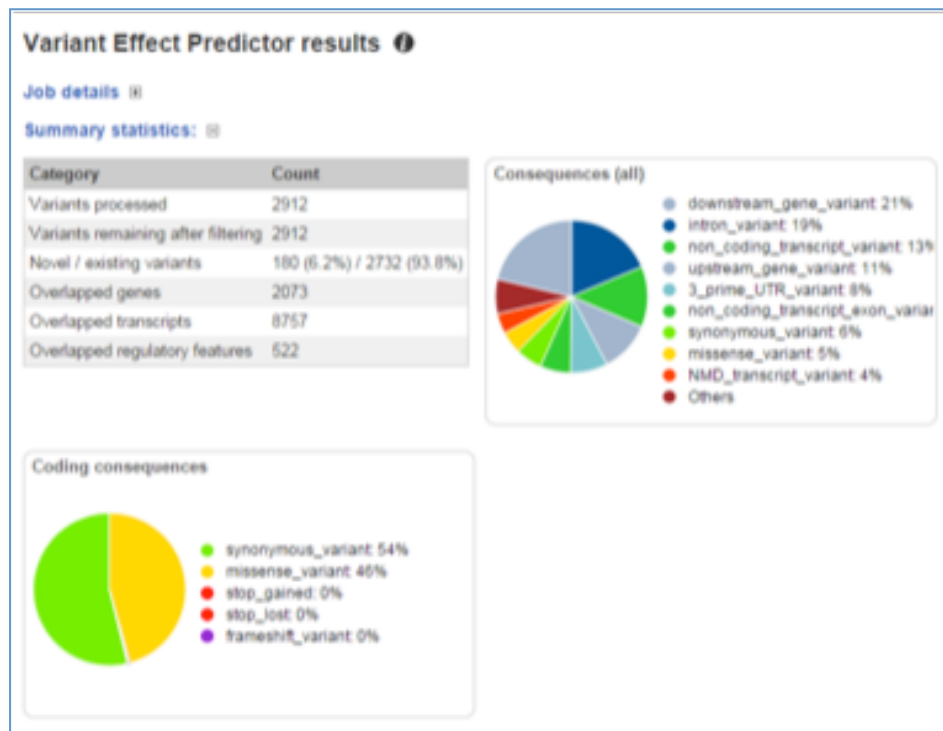 Variant Effect Predictor results
Job details
Summary statistics:
Category Count
Variants processed 2912
Variants remaining after filtering 2912
Novel / existing variants 180 (6.2%) / 2732 (93.8%)
Overlapped genes 2073
Overlapped transcripts 8757
Overlapped regulatory features 522
Consequences (all)
downstream_gene_variant: 21%
intron_variant: 19%
non_coding_transcript_variant: 13%
upstream_gene_variant: 11%
3_prime_UTR_variant: 8%
non_coding_transcript_exon_varia
synonymous_variant: 6%
missense_variant: 5%
NMD_transcript_variant: 4%
Others
Coding consequences
synonymous_variant: 54%
missense_variant: 46%
stop_gained: 0%
stop_lost: 0%
frameshift_variant: 0%